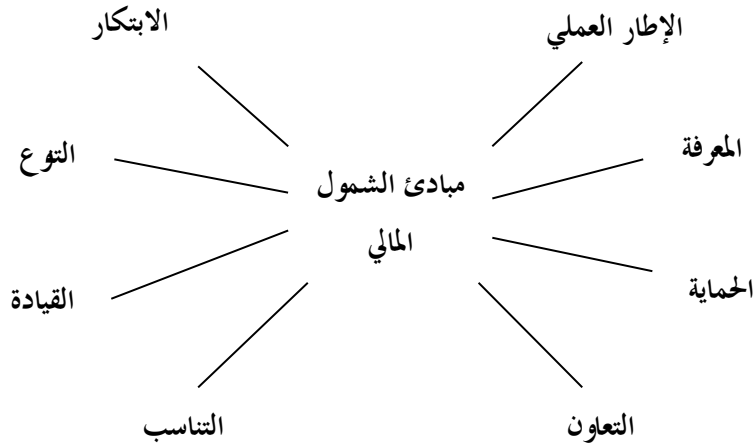 الإطار العملي
الابتكار
المعرفة
التوع
مبادئ الشمول
المالي
الحماية
القيادة
التعاون
التناسب